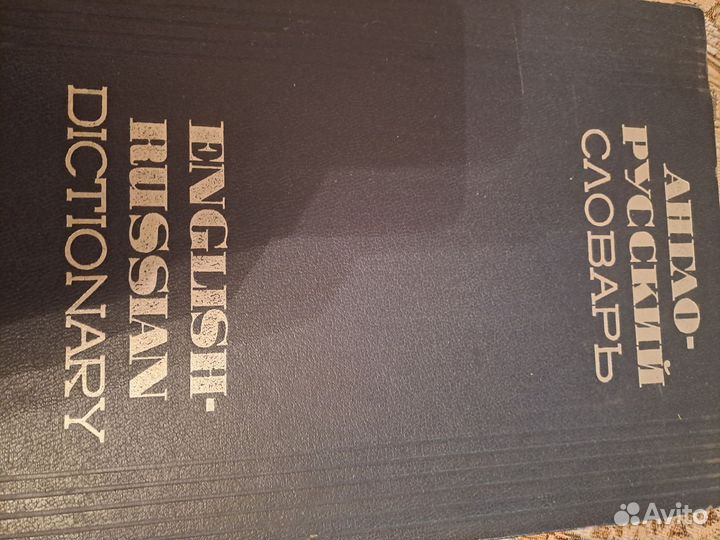 АНГЛО-
РУССКИЙ
СЛОВАРЬ
ENGLISH-
RUSSIAN
DICTIONARY
Avito